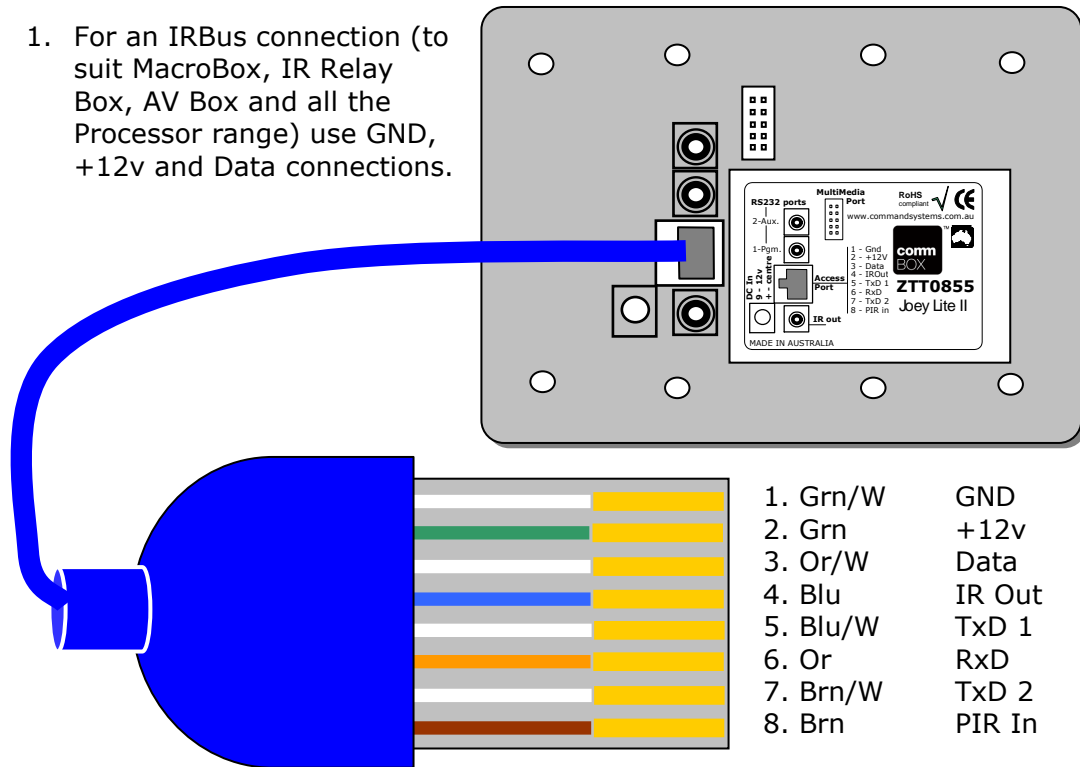 1. For an IRBus connection (to
suit MacroBox, IR Relay
Box, AV Box and all the
Processor range) use GND,
+12v and Data connections.
MultiMedia
Port
RoHS
compliant
CE
RS232 ports
2-Aux.
1-Pgm.
www.commandsystems.com.au
comm
BOX
TM
DC In
9 - 12v
+ - centre
Access
Port
1 - Gnd
2 - +12V
3 - Data
4 - IROut
5 - TxD 1
6 - RxD
7 - TxD 2
8 - PIR in
ZTT0855
Joey Lite II
IR out
MADE IN AUSTRALIA
1. Grn/W GND
2. Grn +12v
3. Or/W Data
4. Blu IR Out
5. Blu/W TxD 1
6. Or RxD
7. Brn/W TxD 2
8. Brn PIR In